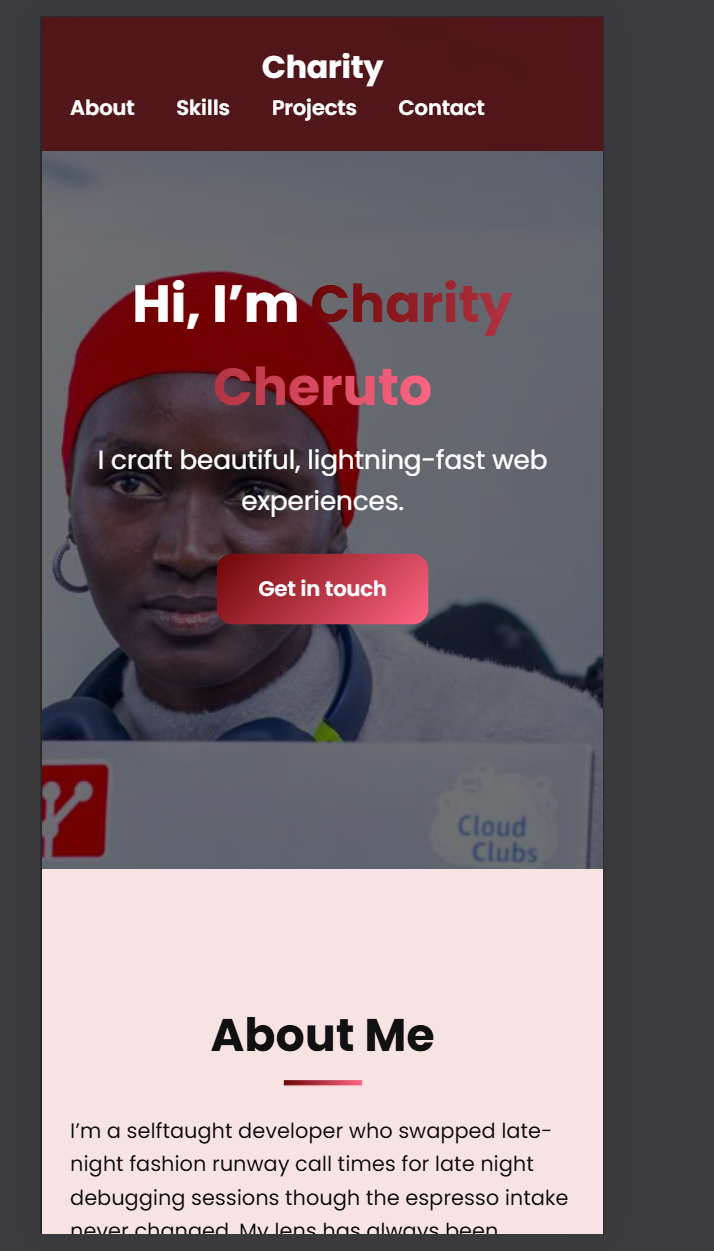 Charity
About Skills Projects Contact
Hi, I’m Charity
Cheruto
I craft beautiful, lightning-fast web
experiences.
Get in touch
Cloud
Clubs
About Me
I’m a selftaught developer who swapped late-
night fashion runway call times for late night
debugging sessions though the espresso intake
never changed. My lens has always been